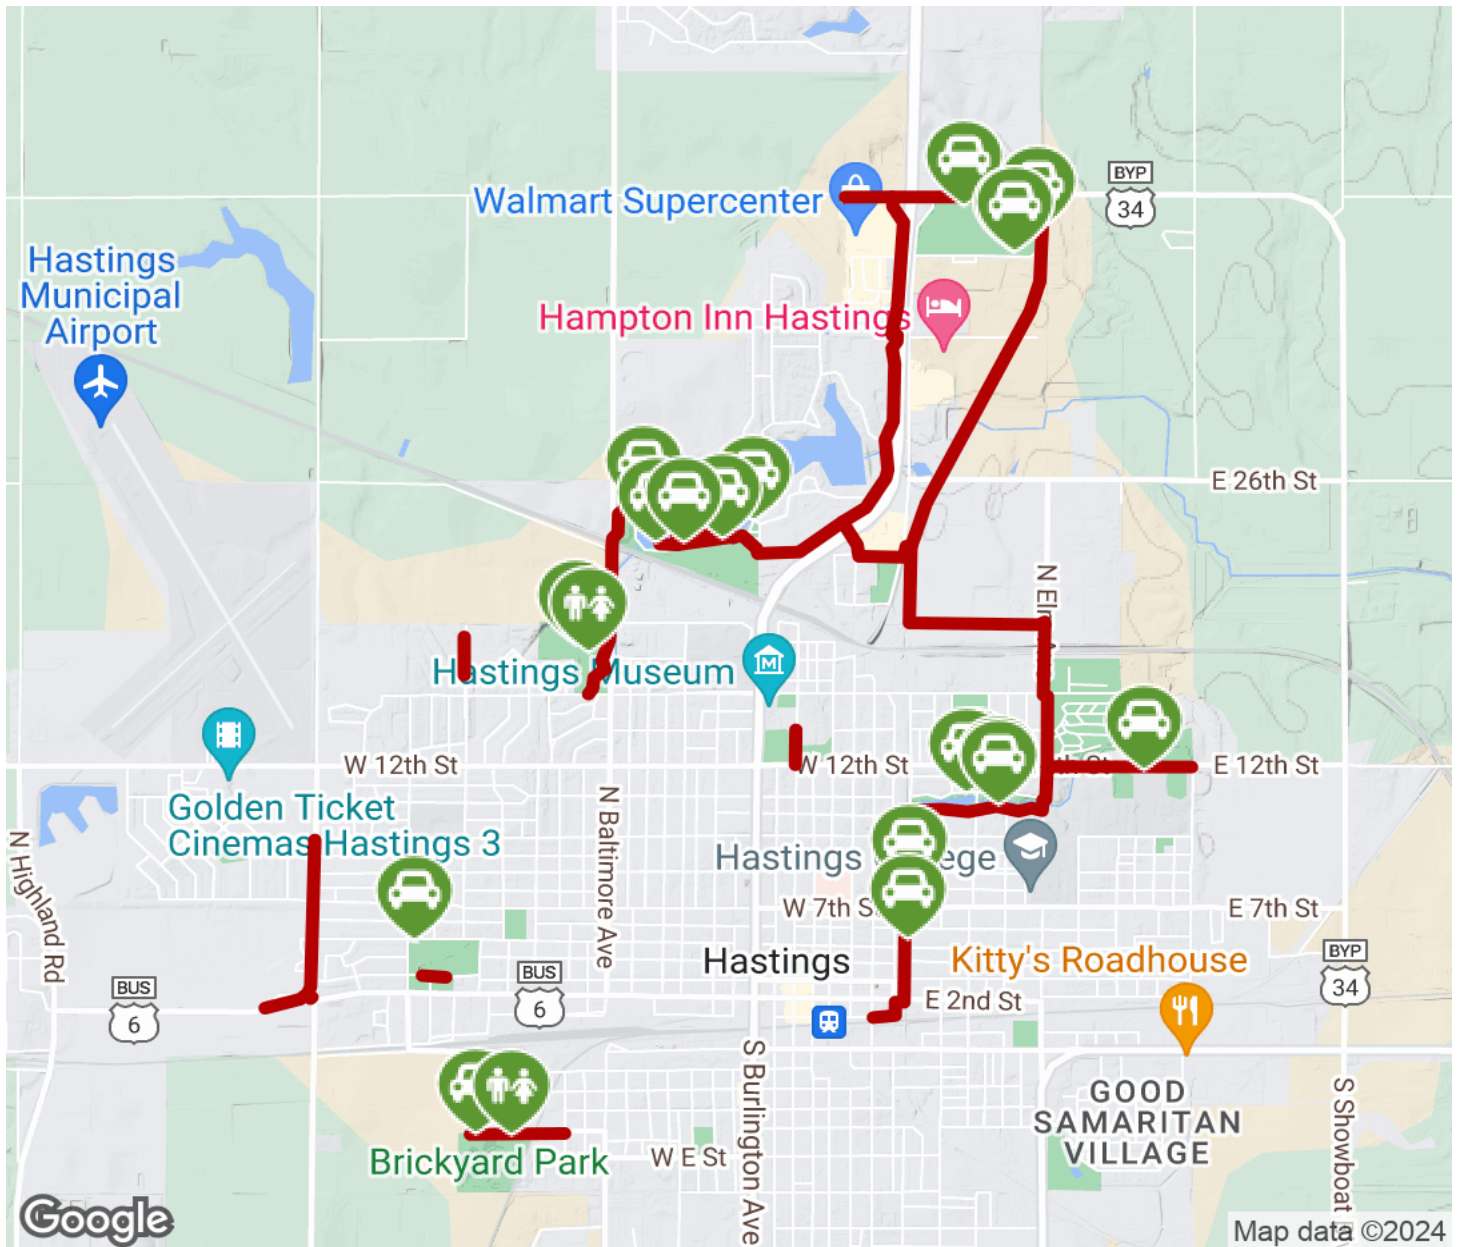 BYP
34
Walmart Supercenter
Hastings
Municipal
Airport
Hampton Inn Hastings
E 26th St
N Elm
Hastings Museum
W 12th St
W 12th St
E 12th St
Golden Ticket
Cinemas Hastings 3
N Highland Rd
N Baltimore Ave
Hastings
W 7th St
E 7th St
Hastings
Kitty's Roadhouse
BYP
34
BUS
6
BUS
6
E 2nd St
S Burlington Ave
GOOD
SAMARITAN
VILLAGE
S Showboat
Brickyard Park
W E St
Google
Map data ©2024